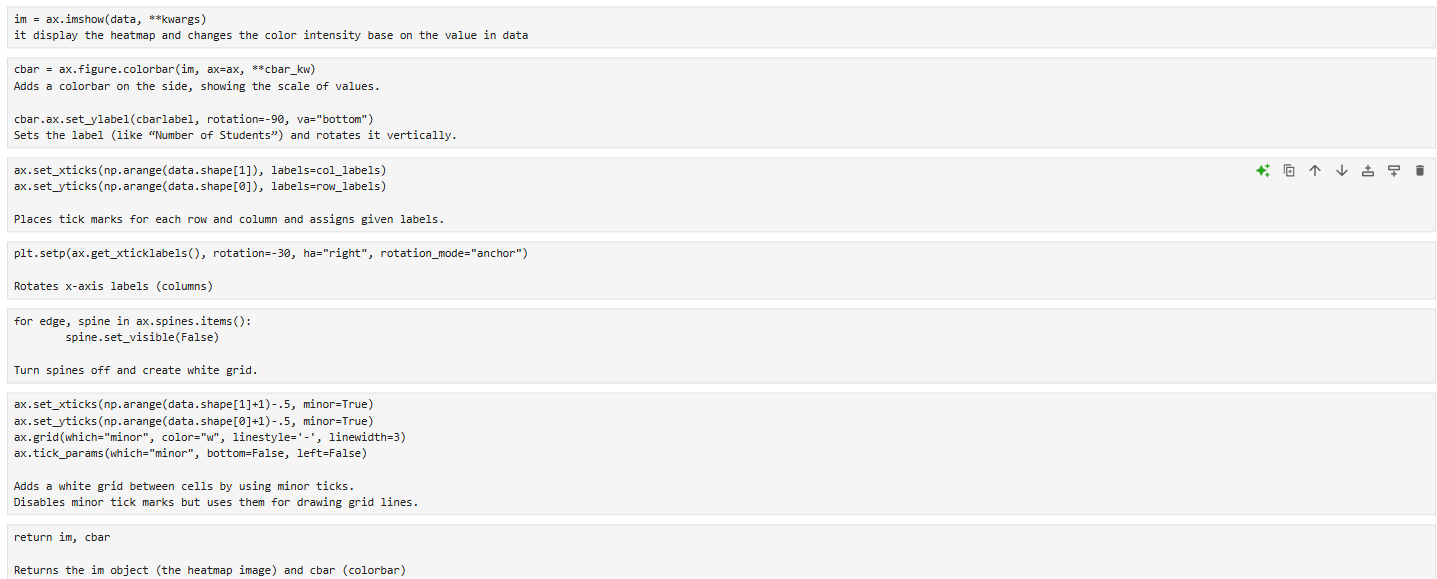 im = ax.imshow(data, **kwargs)
it display the heatmap and changes the color intensity base on the value in data
cbar = ax.figure.colorbar(im, ax=ax, **cbar_kw)
Adds a colorbar on the side, showing the scale of values.
cbar.ax.set_ylabel(cbarlabel, rotation=-90, va="bottom")
Sets the label (like “Number of Students”) and rotates it vertically.
ax.set_xticks(np.arange(data.shape[1]), labels=col_labels)
ax.set_yticks(np.arange(data.shape[0]), labels=row_labels)
Places tick marks for each row and column and assigns given labels.
plt.setp(ax.get_xticklabels(), rotation=-30, ha="right", rotation_mode="anchor")
Rotates x-axis labels (columns)
for edge, spine in ax.spines.items():
        spine.set_visible(False)
Turn spines off and create white grid.
ax.set_xticks(np.arange(data.shape[1]+1)-.5, minor=True)
ax.set_yticks(np.arange(data.shape[0]+1)-.5, minor=True)
ax.grid(which="minor", color="w", linestyle='-', linewidth=3)
ax.tick_params(which="minor", bottom=False, left=False)
Adds a white grid between cells by using minor ticks.
Disables minor tick marks but uses them for drawing grid lines.
return im, cbar
Returns the im object (the heatmap image) and cbar (colorbar)